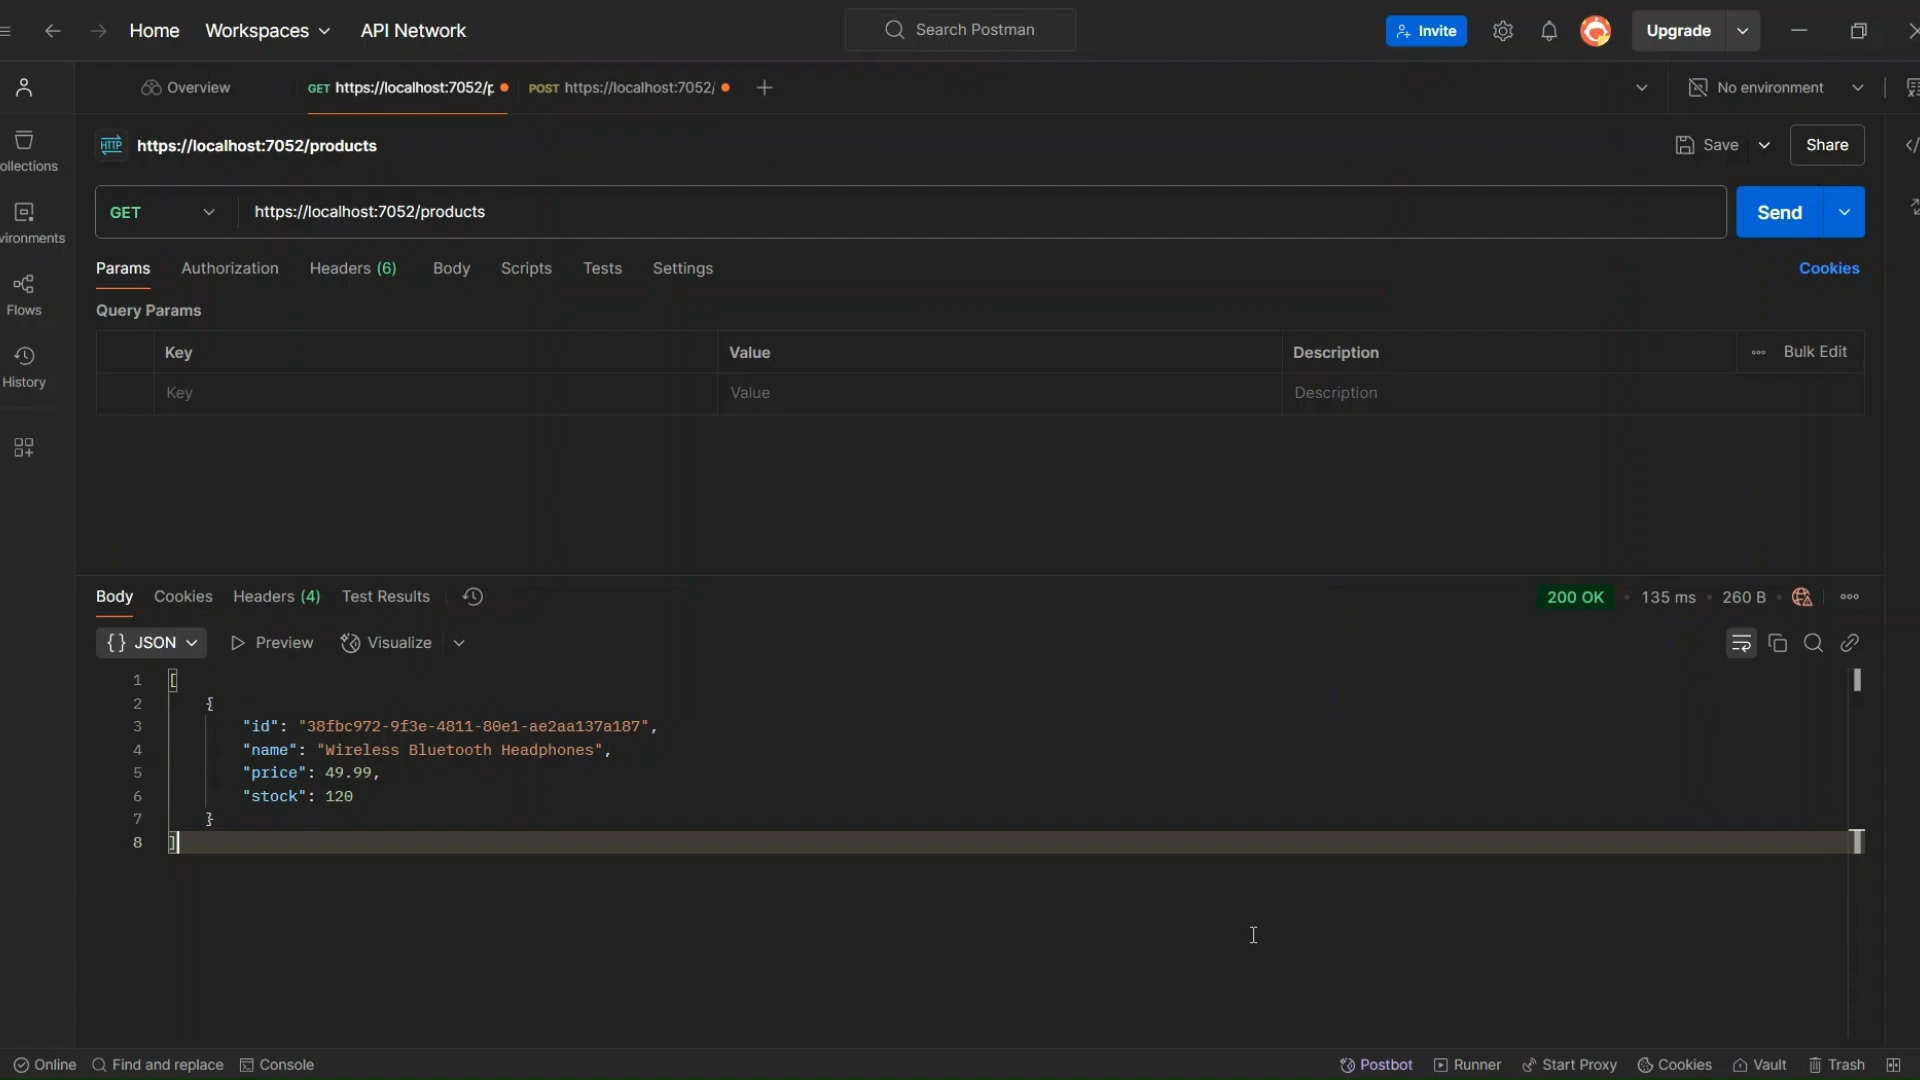 Home Workspaces API Network Search Postman Invite Upgrade
Overview GET https://localhost:7052/p POST https://localhost:7052/ No environment
HTTP https://localhost:7052/products Save Share
GET https://localhost:7052/products Send
ollections
vironments
Flows
History
Params Authorization Headers (6) Body Scripts Tests Settings Cookies
Query Params
Key Value Description Bulk Edit
Key Value Description
Body Cookies Headers (4) Test Results 200 OK 135 ms 260 B
{} JSON Preview Visualize
1 [
2 {
3 "id": "38fbc972-9f3e-4811-80e1-ae2aa137a187",
4 "name": "Wireless Bluetooth Headphones",
5 "price": 49.99,
6 "stock": 120
7 }
8 ]
Online Find and replace Console Postbot Runner Start Proxy Cookies Vault Trash